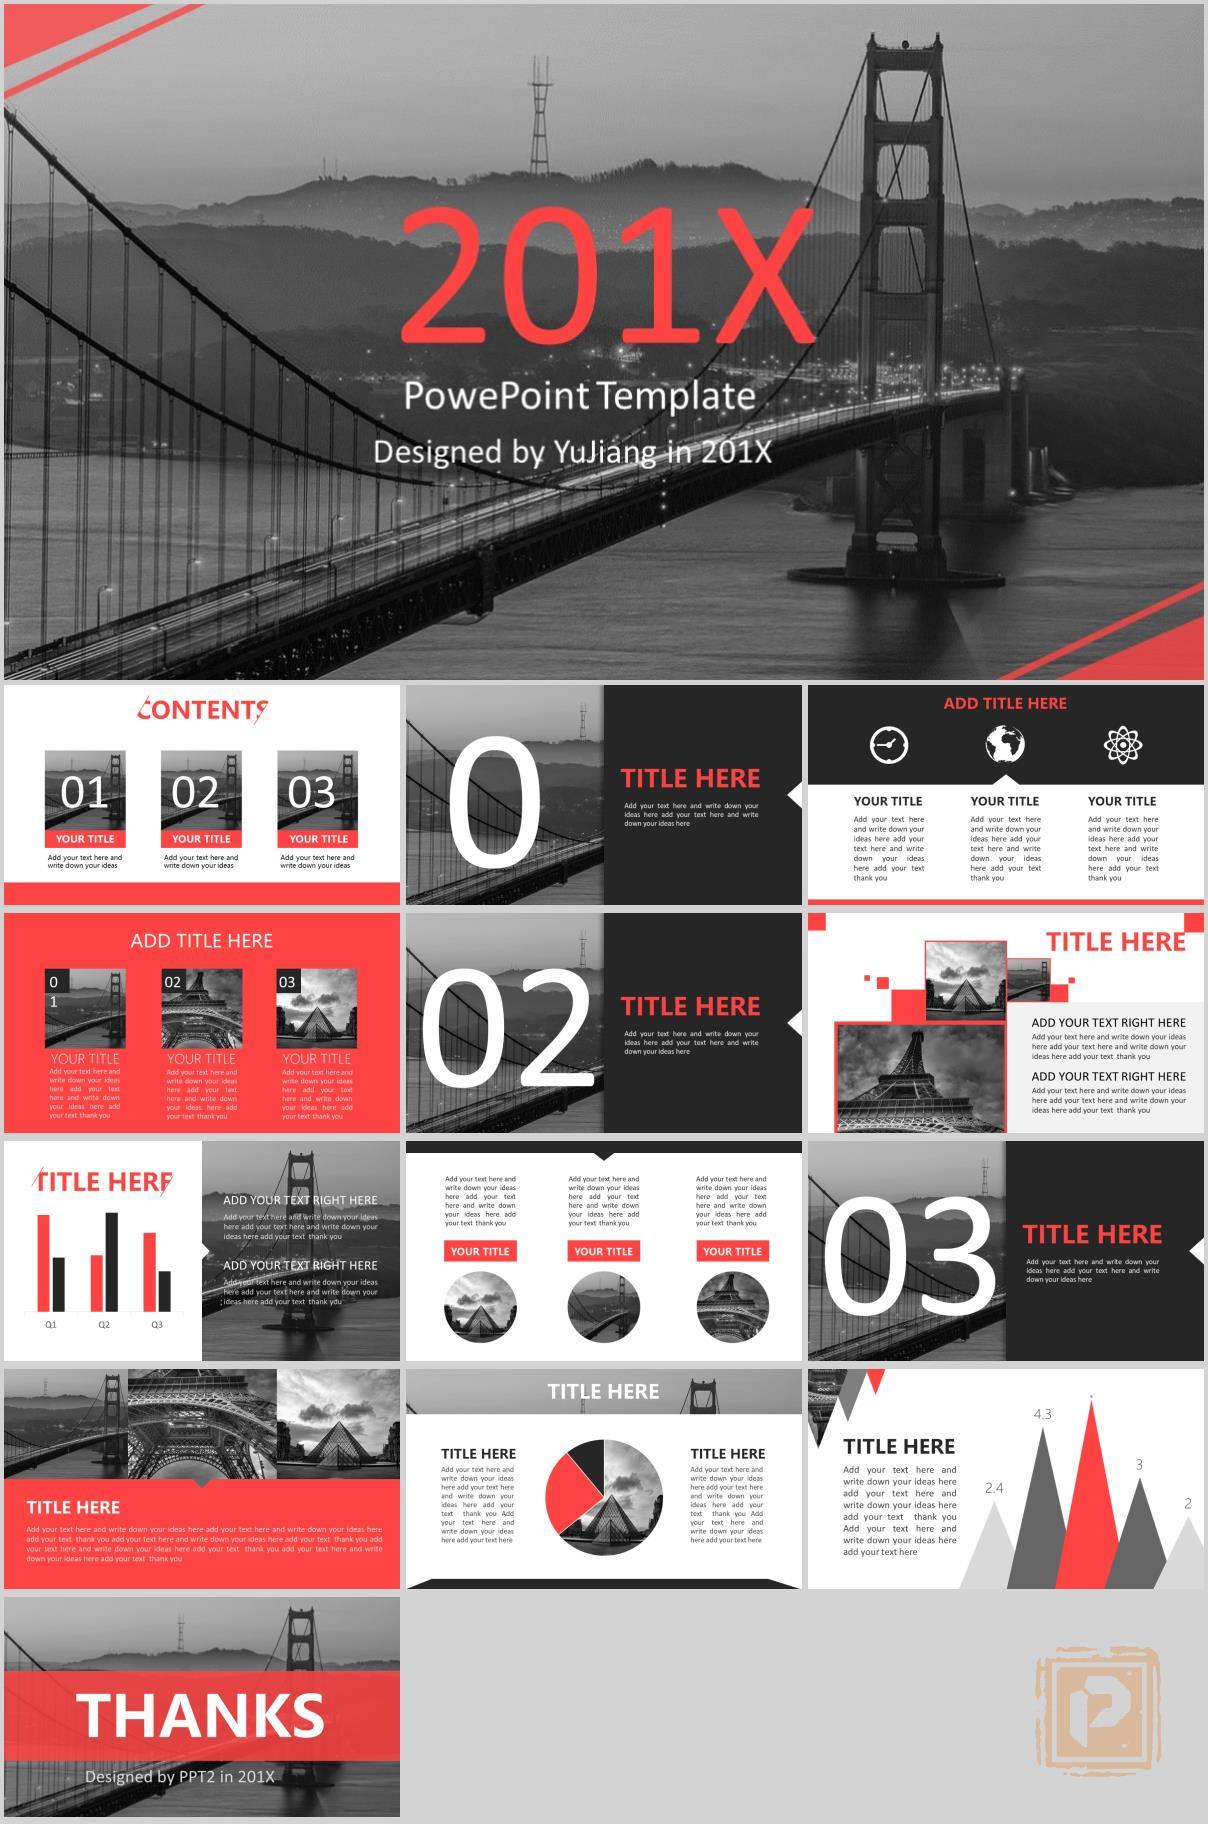 201X
PowePoint Template
Designed by YuJiang in 201X
CONTENTS
01
02
03
YOUR TITLE
YOUR TITLE
YOUR TITLE
Add your text here and
write down your ideas
Add your text here and
write down your ideas
Add your text here and
write down your ideas
0
TITLE HERE
Add your text here and write down your
ideas here add your text here and write
down your ideas here
ADD TITLE HERE
YOUR TITLE
Add your text here
and write down your
ideas here add your
text here and write
down your ideas
here add your text
thank you
YOUR TITLE
Add your text here
and write down your
ideas here add your
text here and write
down your ideas
here add your text
thank you
YOUR TITLE
Add your text here
and write down your
ideas here add your
text here and write
down your ideas
here add your text
thank you
ADD TITLE HERE
0
1
02
03
YOUR TITLE
Add your text here and
write down your ideas
here add your text
here and write down
your ideas here add
your text thank you
YOUR TITLE
Add your text here and
write down your ideas
here add your text
here and write down
your ideas here add
your text thank you
YOUR TITLE
Add your text here and
write down your ideas
here add your text
here and write down
your ideas here add
your text thank you
02
TITLE HERE
Add your text here and write down your
ideas here add your text here and write
down your ideas here
TITLE HERE
ADD YOUR TEXT RIGHT HERE
Add your text here and write down your ideas
here add your text here and write down your
ideas here add your text thank you
ADD YOUR TEXT RIGHT HERE
Add your text here and write down your ideas
here add your text here and write down your
ideas here add your text thank you
TITLE HERE
Q1
Q2
Q3
ADD YOUR TEXT RIGHT HERE
Add your text here and write down your ideas
here add your text here and write down your
ideas here add your text thank you
ADD YOUR TEXT RIGHT HERE
Add your text here and write down your ideas
here add your text here and write down your
ideas here add your text thank you
Add your text here and
write down your ideas
here add your text
here and write down
your ideas here add
your text thank you
Add your text here and
write down your ideas
here add your text
here and write down
your ideas here add
your text thank you
Add your text here and
write down your ideas
here add your text
here and write down
your ideas here add
your text thank you
YOUR TITLE
YOUR TITLE
YOUR TITLE
03
TITLE HERE
Add your text here and write down your
ideas here add your text here and write
down your ideas here
TITLE HERE
Add your text here and write down your ideas here add your text here and write down your ideas here
add your text thank you add your text here and write down your ideas here add your text thank you add
your text here and write down your ideas here add your text thank you add your text here and write
down your ideas here add your text thank you
TITLE HERE
TITLE HERE
Add your text here and
write down your ideas
here add your text
here and write down
your ideas here add your
your text thank you Add
your text here and
write down your ideas
here add your text here
TITLE HERE
Add your text here and
write down your ideas
here add your text
here and write down
ideas here add your
text thank you Add
your text here and
write down your ideas
here add your text here
TITLE HERE
Add your text here and
write down your ideas here
add your text here and
write down your ideas here
add your text thank you
Add your text here and
write down your ideas here
add your text here
2.4
4.3
3
2
THANKS
Designed by PPT2 in 201X